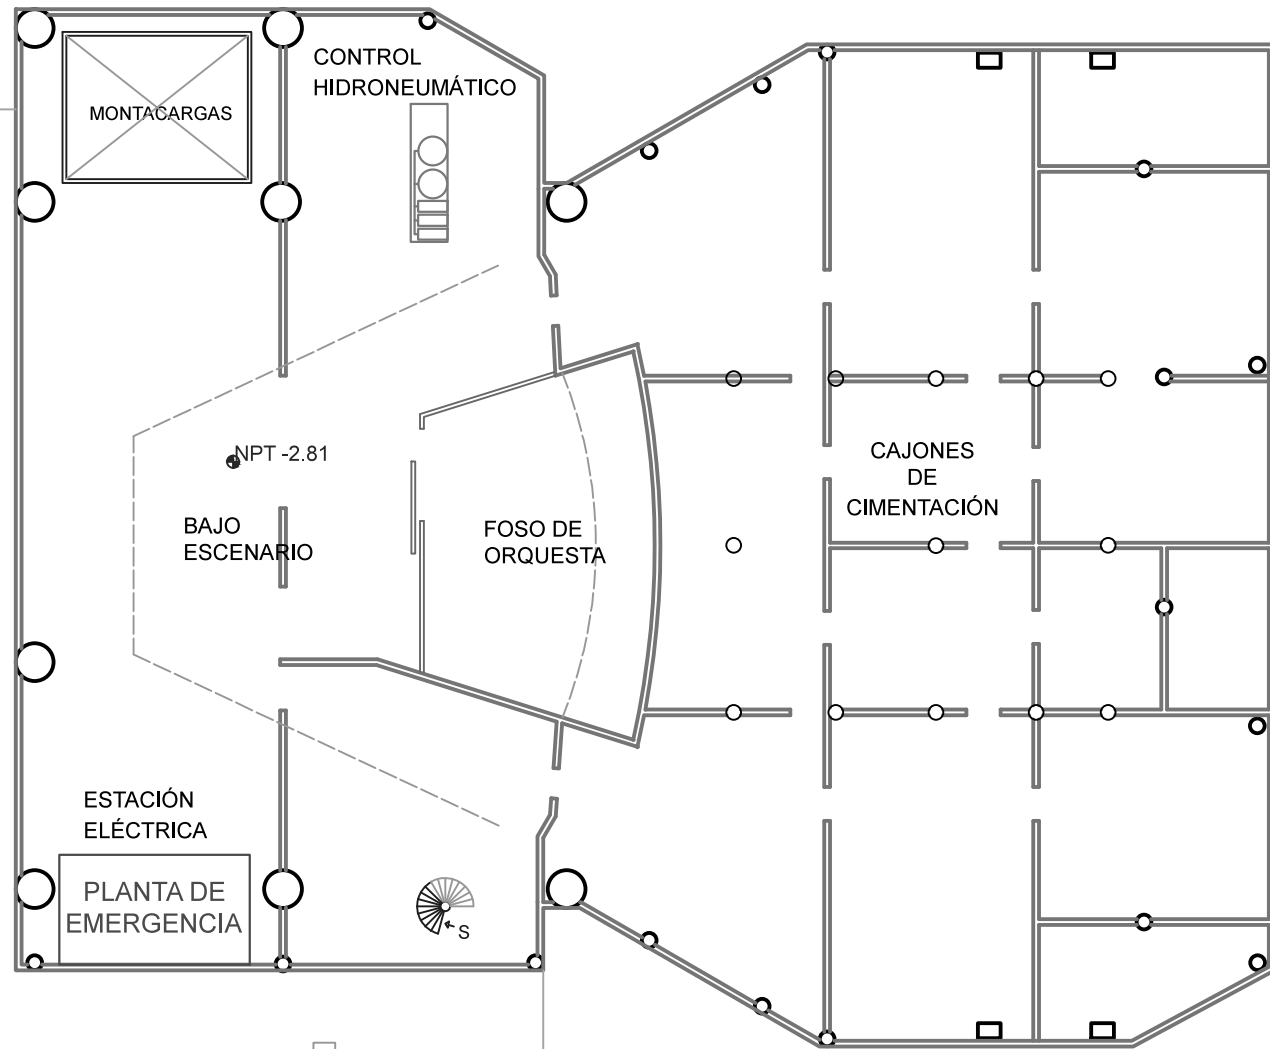 CONTROL
HIDRONEUMÁTICO
MONTACARGAS
NPT -2.81
CAJONES
DE
CIMENTACIÓN
BAJO
ESCENARIO
FOSO DE
ORQUESTA
ESTACIÓN
ELÉCTRICA
PLANTA DE
EMERGENCIA
S